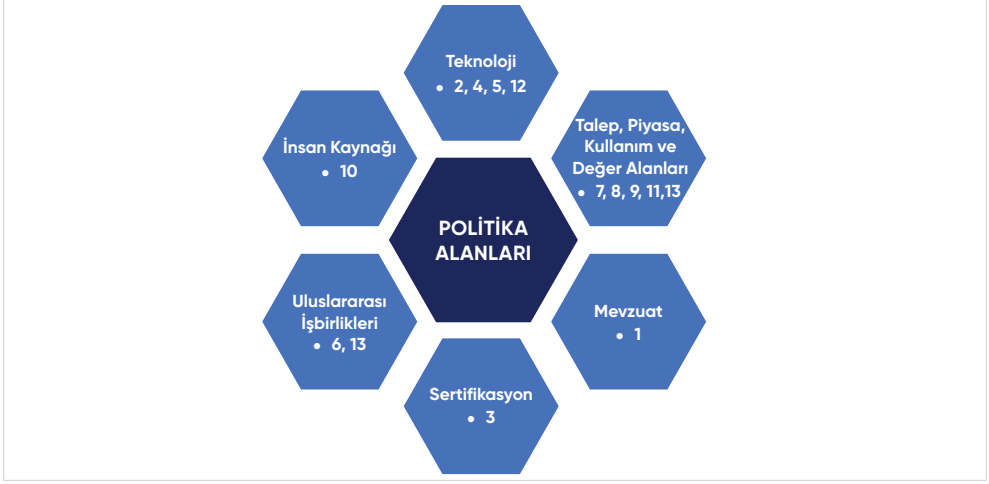 Teknoloji
• 2, 4, 5, 12
Talep, Piyasa,
Kullanım ve
Değer Alanları
• 7, 8, 9, 11,13
İnsan Kaynağı
• 10
POLİTİKA
ALANLARI
Uluslararası
İşbirlikleri
• 6, 13
Mevzuat
• 1
Sertifikasyon
• 3